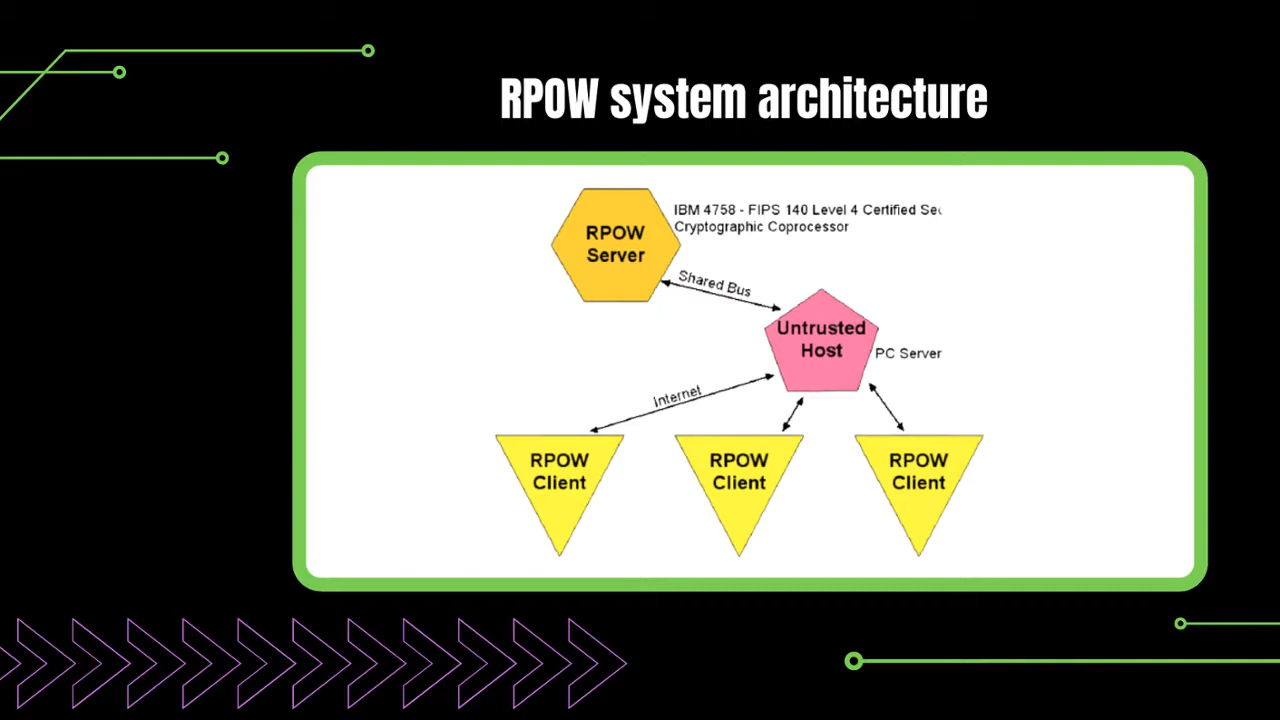 RPOW system architecture
RPOW
Server
IBM 4758 - FIPS 140 Level 4 Certified
Cryptographic Coprocessor
Shared Bus
Untrusted
Host
PC Server
Internet
RPOW
Client
RPOW
Client
RPOW
Client